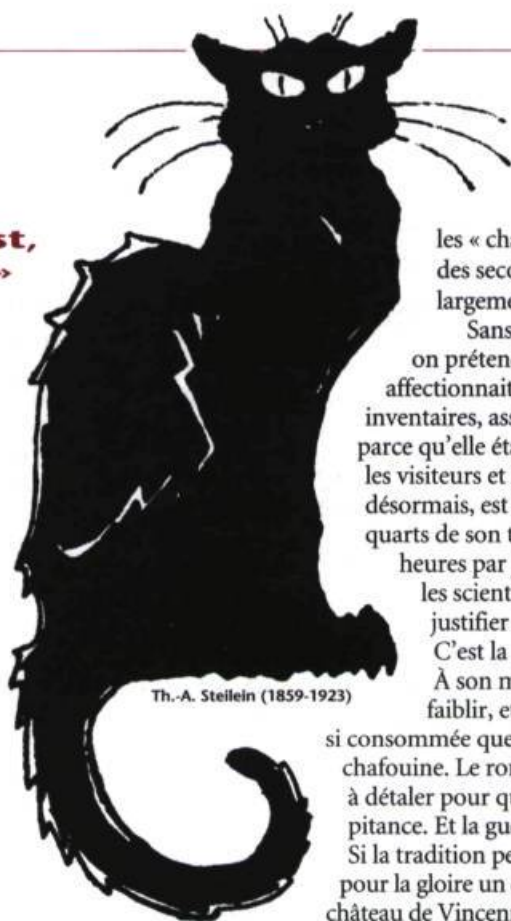 st,
»
Th.-A. Steilein (1859-1923)
les « cha
des seco
largeme
Sans
on préten
affectionnait
inventaires, ass
parce qu'elle éta
les visiteurs et
désormais, est
quarts de son t
heures par
les scient
justifier
C'est la
À son m
faiblir, et
si consommée que
chafouine. Le ron
à détaler pour qu
pitance. Et la gue
Si la tradition pe
pour la gloire un
château de Vincen